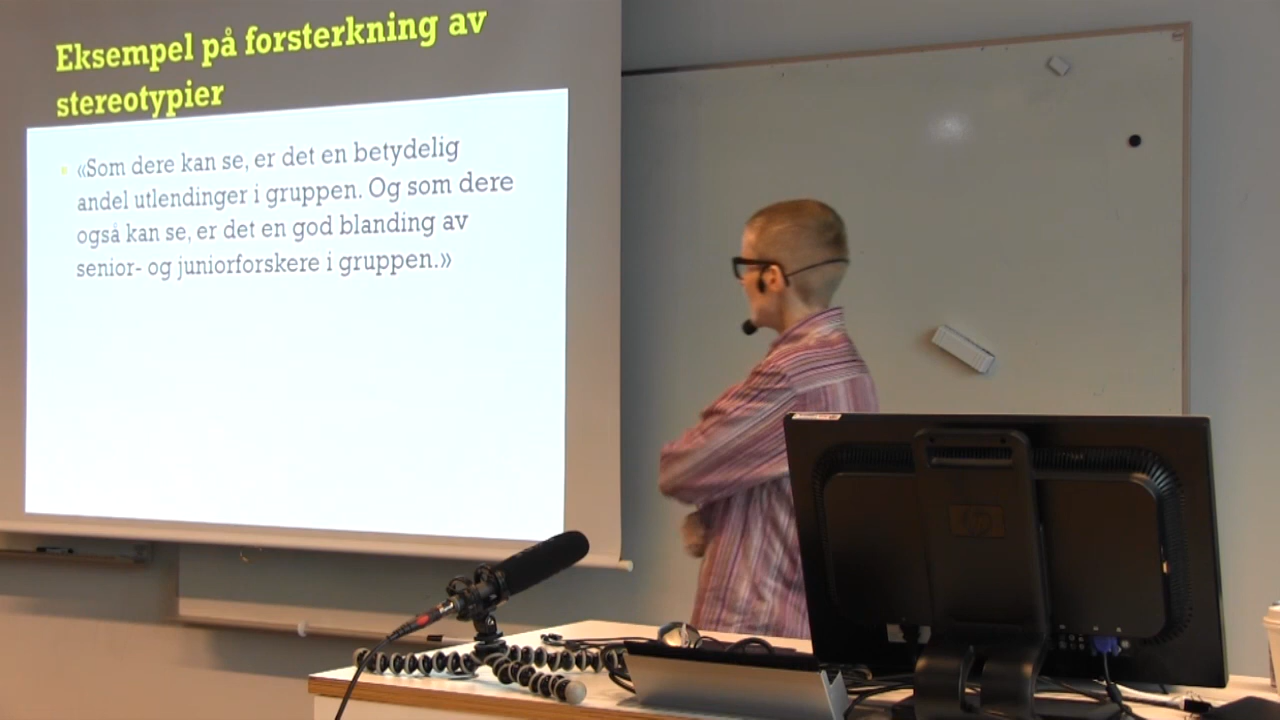 Eksempel på forsterkning av
stereotypier
«Som dere kan se, er det en betydelig
andel utlendinger i gruppen. Og som dere
også kan se, er det en god blanding av
senior- og juniorforskere i gruppen.»
hp